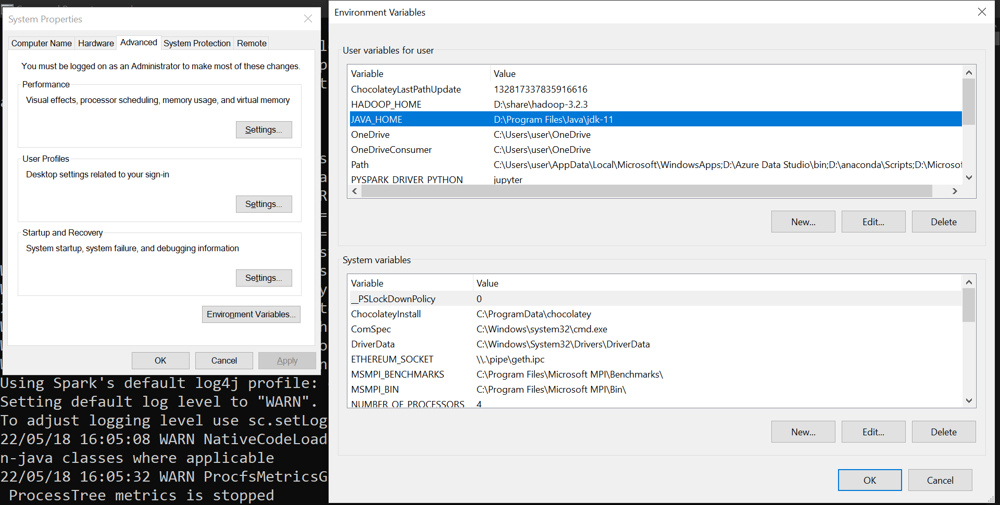 System Properties
Computer Name Hardware Advanced System Protection Remote
You must be logged on as an Administrator to make most of these changes.
Performance
Visual effects, processor scheduling, memory usage, and virtual memory
Settings...
User Profiles
Desktop settings related to your sign-in
Settings...
Startup and Recovery
System startup, system failure, and debugging information
Settings...
Environment Variables...
OK Cancel Apply
Using Spark's default log4j profile:
Setting default log level to "WARN".
To adjust logging level use sc.setLog
22/05/18 16:05:08 WARN NativeCodeLoad
n-java classes where applicable
22/05/18 16:05:32 WARN ProcfsMetricsG
ProcessTree metrics is stopped
Environment Variables
User variables for user
Variable Value
ChocolateyLastPathUpdate 132817337835916616
HADOOP_HOME D:\share\hadoop-3.2.3
JAVA_HOME D:\Program Files\Java\jdk-11
OneDrive C:\Users\user\OneDrive
OneDriveConsumer C:\Users\user\OneDrive
Path C:\Users\user\AppData\Local\Microsoft\WindowsApps;D:\Azure Data Studio\bin;D:\anaconda\Scripts;D:\Microsof
PYSPARK_DRIVER_PYTHON jupyter
New... Edit... Delete
System variables
Variable Value
__PSLockDownPolicy 0
ChocolateyInstall C:\ProgramData\chocolatey
ComSpec C:\Windows\system32\cmd.exe
DriverData C:\Windows\System32\Drivers\DriverData
ETHEREUM_SOCKET \\.\pipe\geth.ipc
MSMPI_BENCHMARKS C:\Program Files\Microsoft MPI\Benchmarks\
MSMPI_BIN C:\Program Files\Microsoft MPI\Bin\
NUMBER_OF_PROCESSORS 4
New... Edit... Delete
OK Cancel